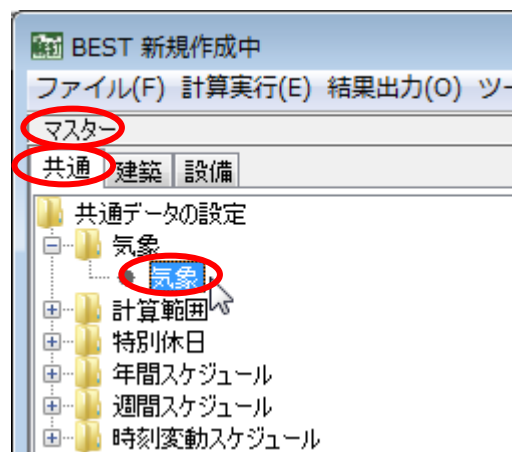 BEST 新規作成中
ファイル(F) 計算実行(E) 結果出力(O) ツー
マスター
共通 建築 設備
共通データの設定
気象
気象
計算範囲
特別休日
年間スケジュール
週間スケジュール
時刻変動スケジュール